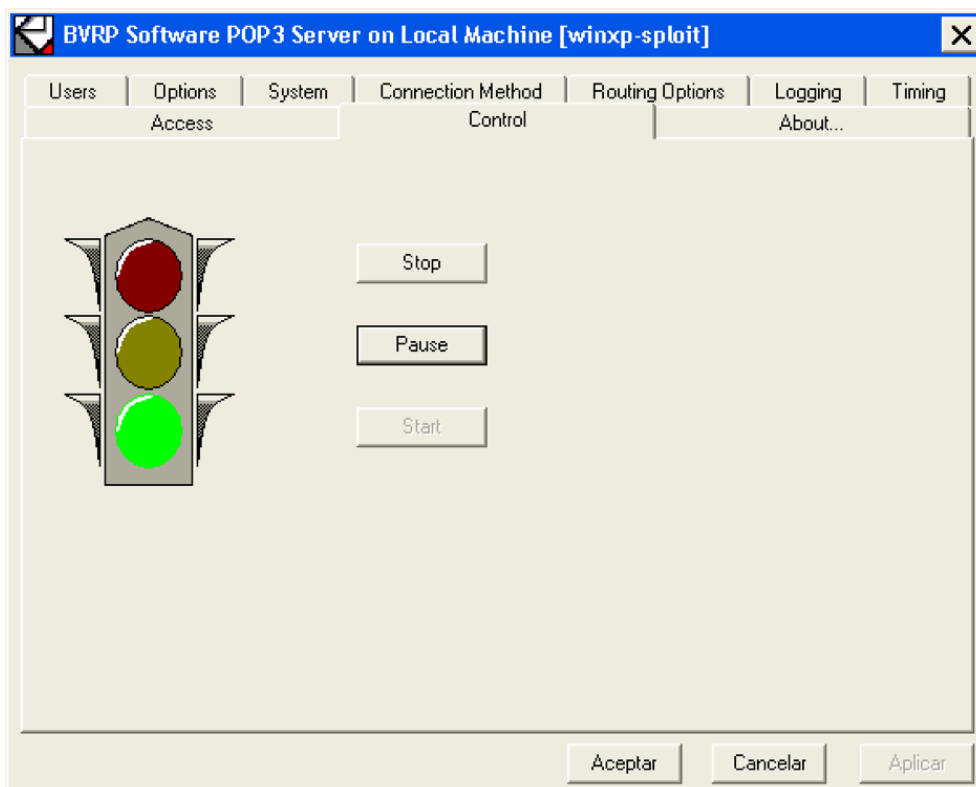 BVRP Software POP3 Server on Local Machine [winxp-sploit]
Users Options System Connection Method Routing Options Logging Timing
Access Control About...
Stop
Pause
Start
Aceptar Cancelar Aplicar